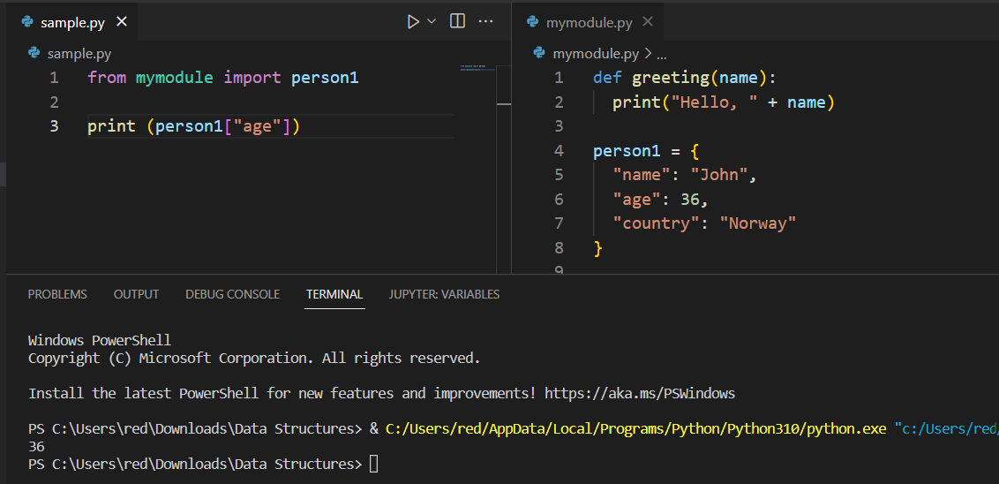 sample.py
sample.py
1 from mymodule import person1
2
3 print (person1["age"])
mymodule.py
mymodule.py > ...
1 def greeting(name):
2   print("Hello, " + name)
3
4 person1 = {
5   "name": "John",
6   "age": 36,
7   "country": "Norway"
8 }
9
PROBLEMS OUTPUT DEBUG CONSOLE TERMINAL JUPYTER: VARIABLES
Windows PowerShell
Copyright (C) Microsoft Corporation. All rights reserved.
Install the latest PowerShell for new features and improvements! https://aka.ms/PSWindows
PS C:\Users\red\Downloads\Data Structures> & C:/Users/red/AppData/Local/Programs/Python/Python310/python.exe "c:/Users/red/
36
PS C:\Users\red\Downloads\Data Structures>